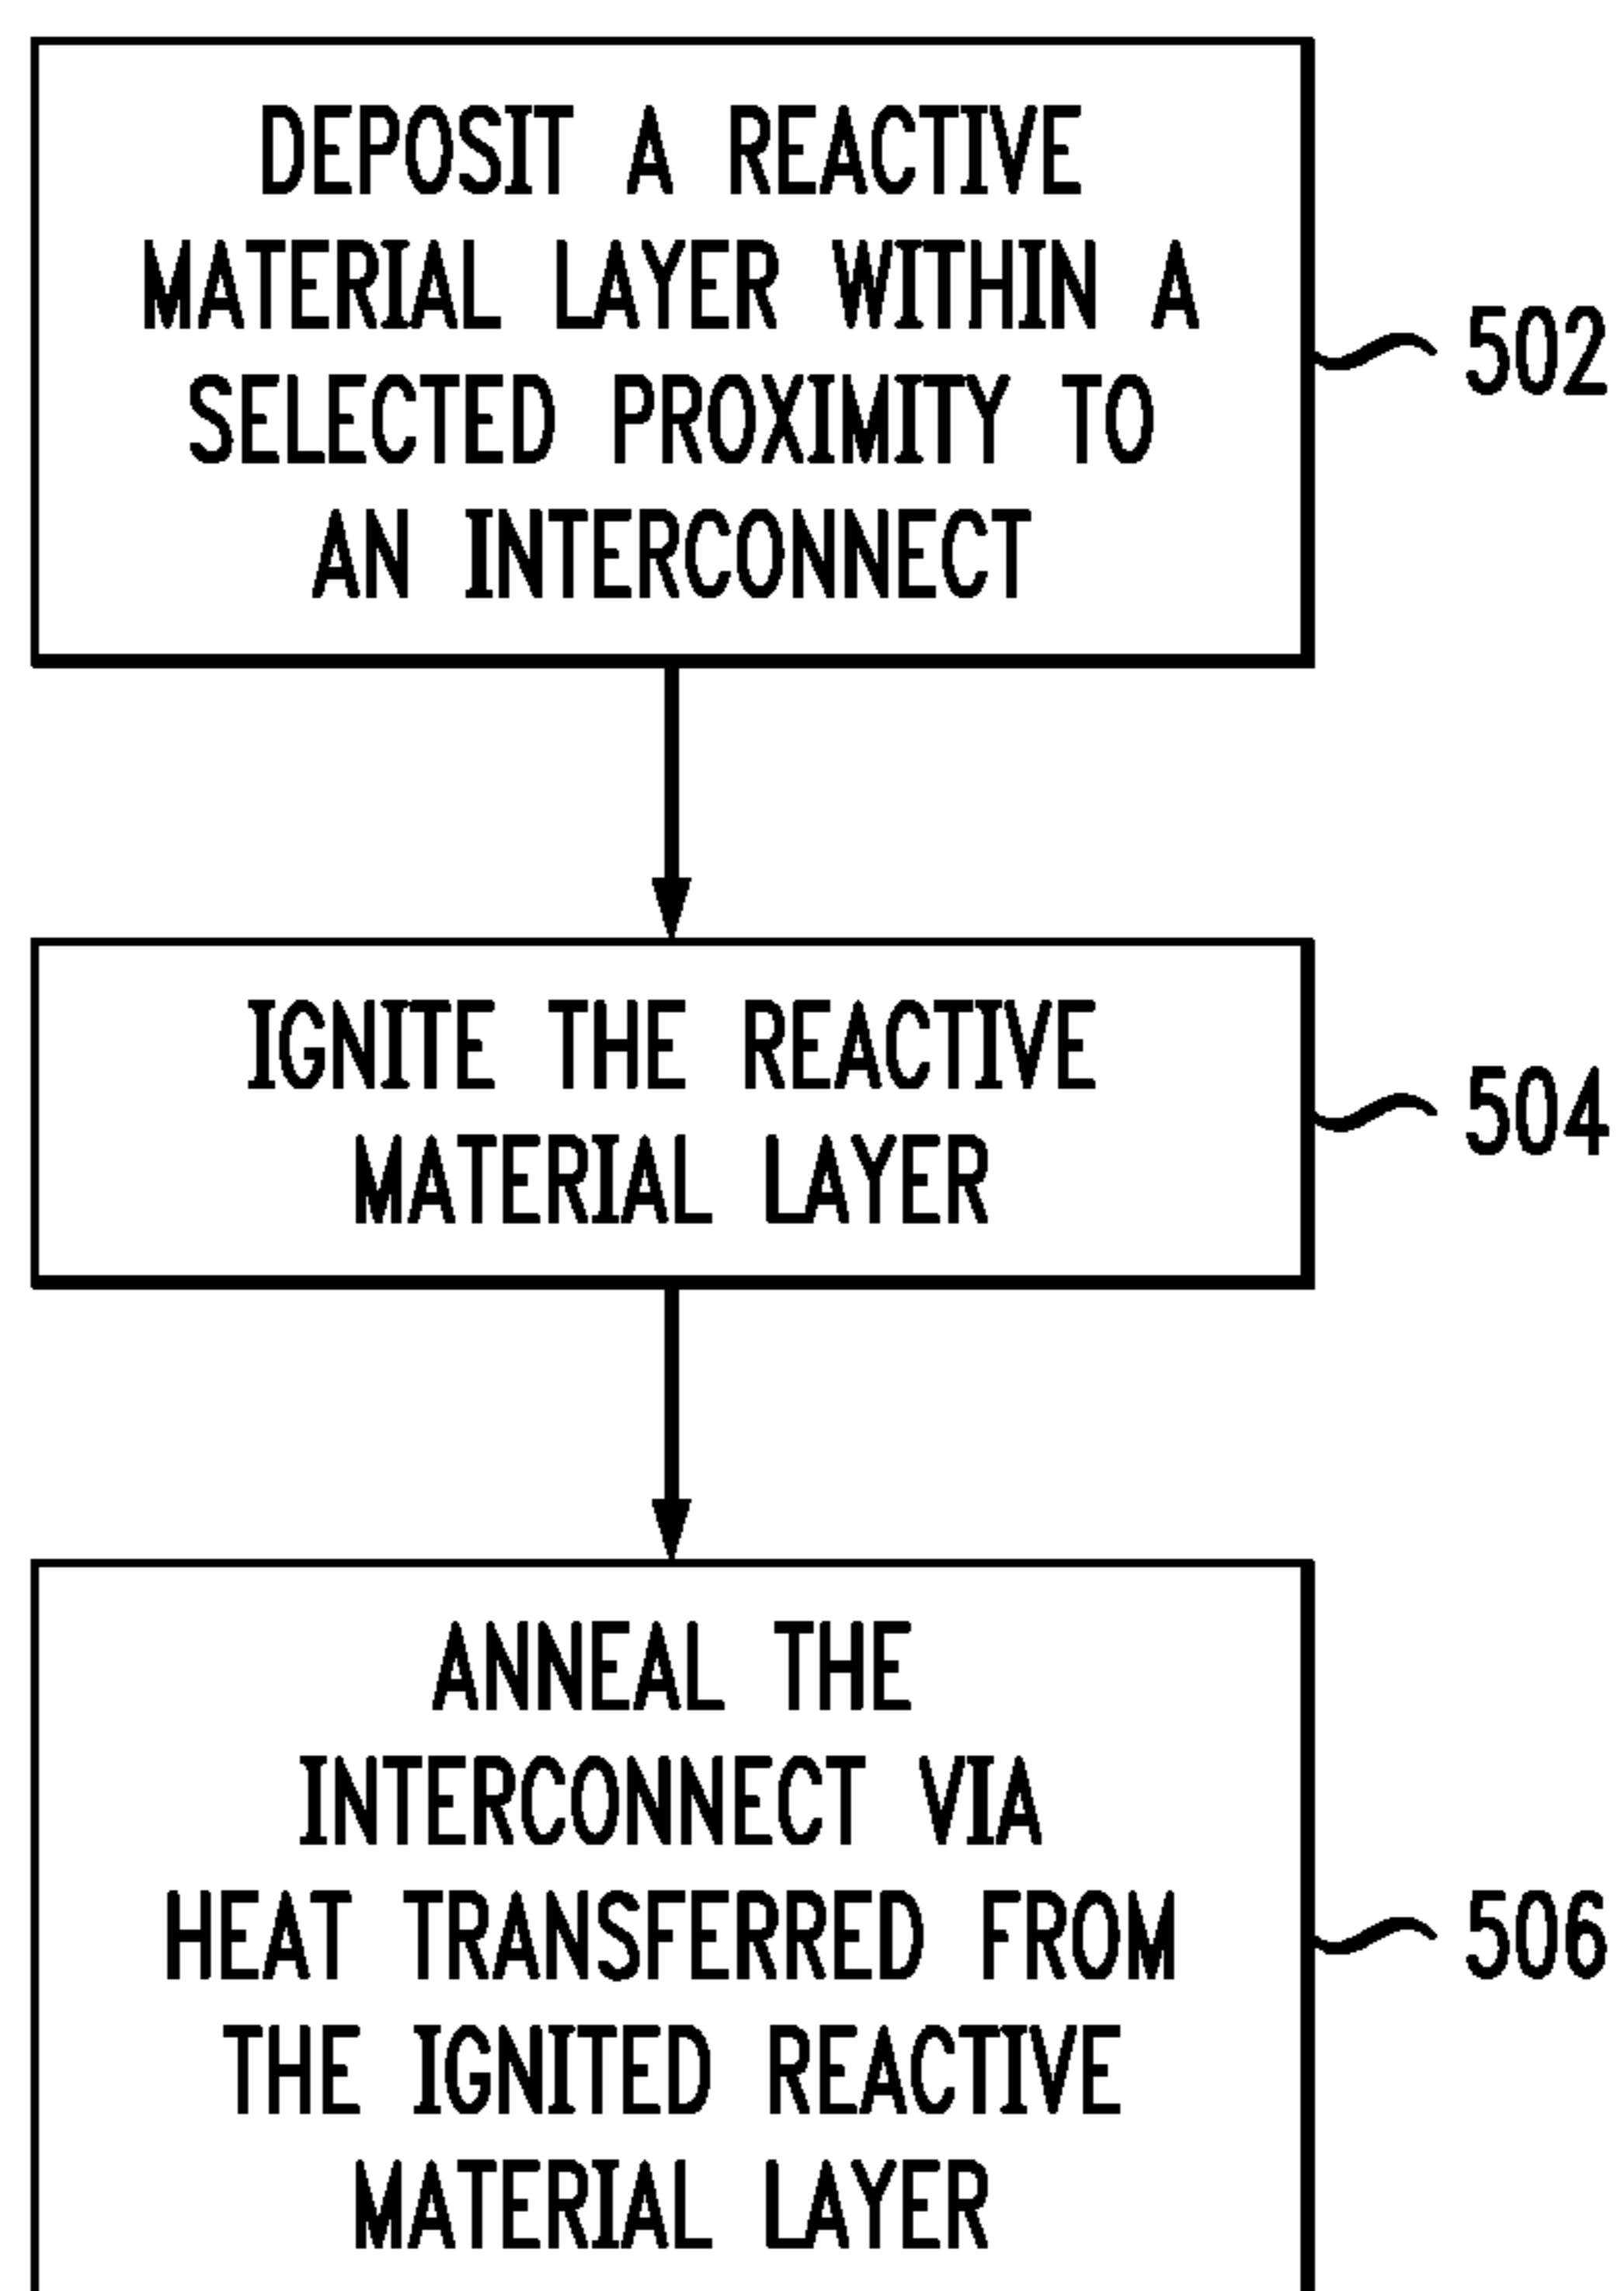 DEPOSIT A REACTIVE
MATERIAL LAYER WITHIN A
SELECTED PROXIMITY TO
AN INTERCONNECT
502
IGNITE THE REACTIVE
MATERIAL LAYER
504
ANNEAL THE
INTERCONNECT VIA
HEAT TRANSFERRED FROM
THE IGNITED REACTIVE
MATERIAL LAYER
506